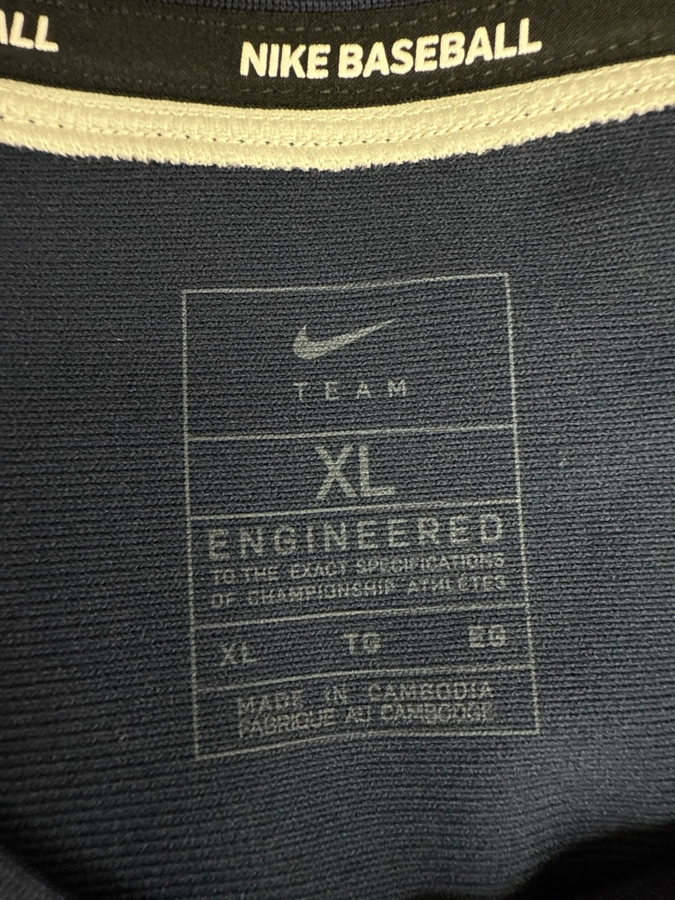 ALL NIKE BASEBALL
TEAM
XL
ENGINEERED
TO THE EXACT SPECIFICATIONS
OF CHAMPIONSHIP ATHLETES
XL TG EG
MADE IN CAMBODIA
FABRIQUÉ AU CAMBODGE